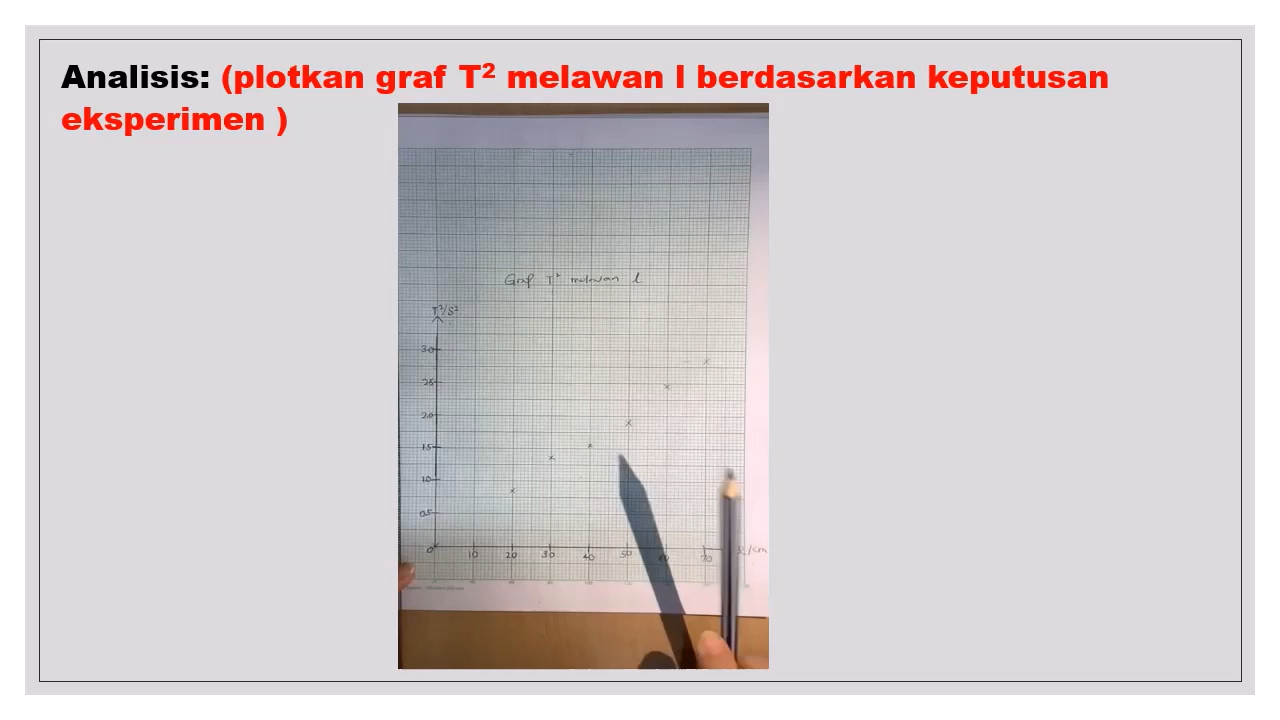 Analisis: (plotkan graf T² melawan l berdasarkan keputusan
eksperimen )
Graf T² melawan l
T²/s²
3.0
2.5
2.0
1.5
1.0
0.5
0
10 20 30 40 50 60 70 l/cm